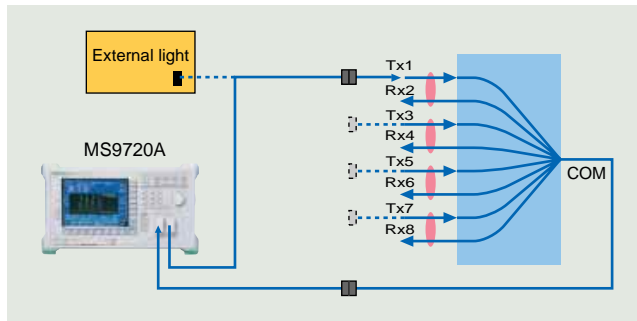 External light
Tx1
Rx2
Tx3
Rx4
MS9720A
Tx5
COM
Rx6
Tx7
Rx8